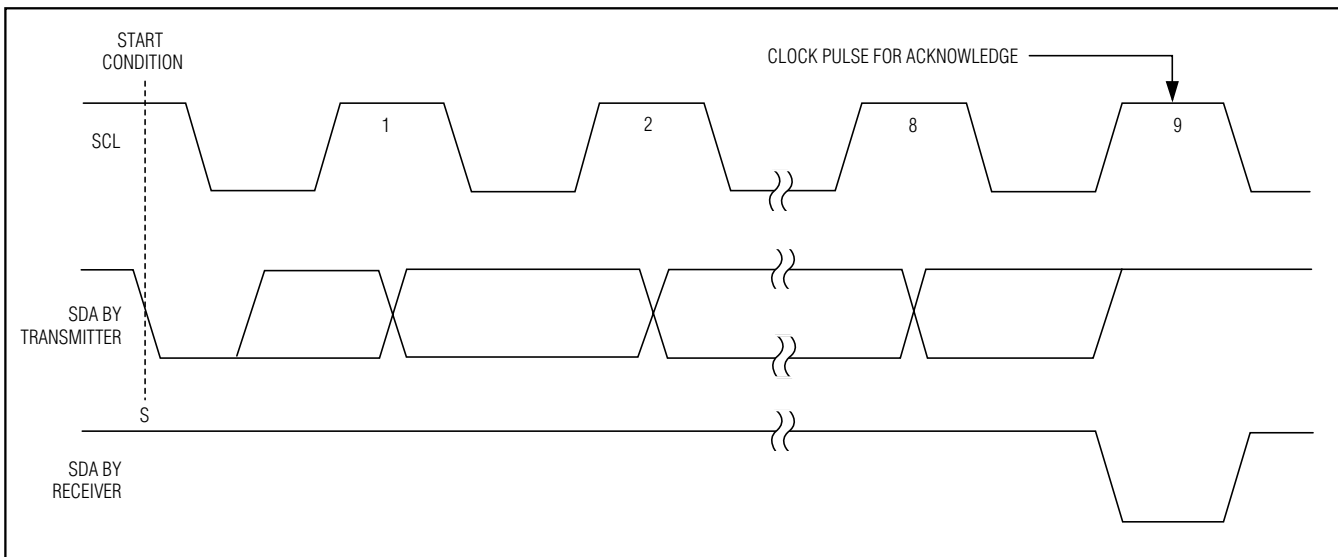 START
CONDITION
CLOCK PULSE FOR ACKNOWLEDGE
SCL
1
2
8
9
SDA BY
TRANSMITTER
S
SDA BY
RECEIVER